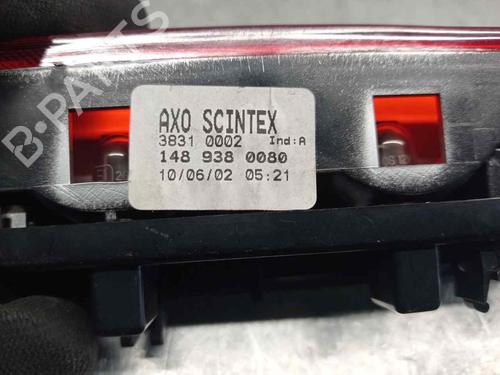 B-PARTS
AXO SCINTEX
3831 0002 Ind:A
148 938 0080
10/06/02 05:21